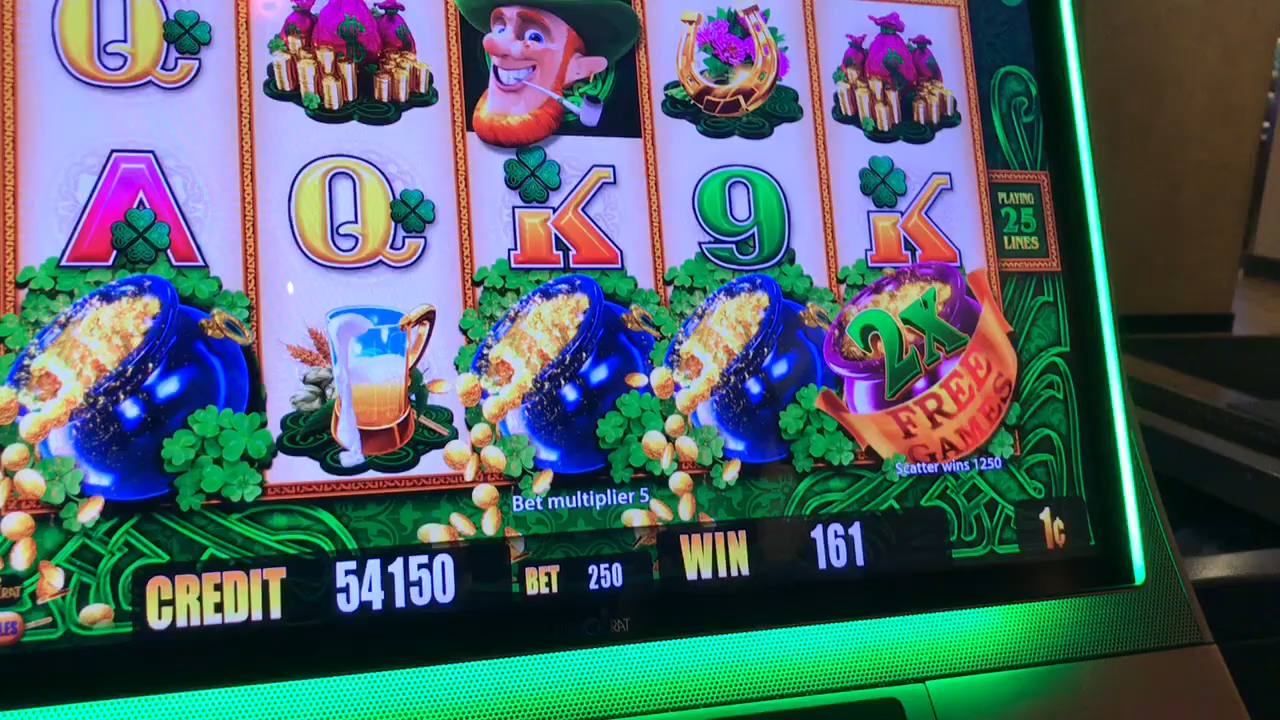 Q
A
Q
K
9
K
PLAYING
25
LINES
2X
FREE
GAMES
Scatter wins 1250
Bet multiplier 5
CREDIT 54150
BET 250
WIN 161
1¢